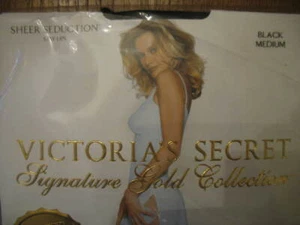 SHEER SEDUCTION
BLACK
MEDIUM
VICTORIA'S SECRET
Signature Gold Collection